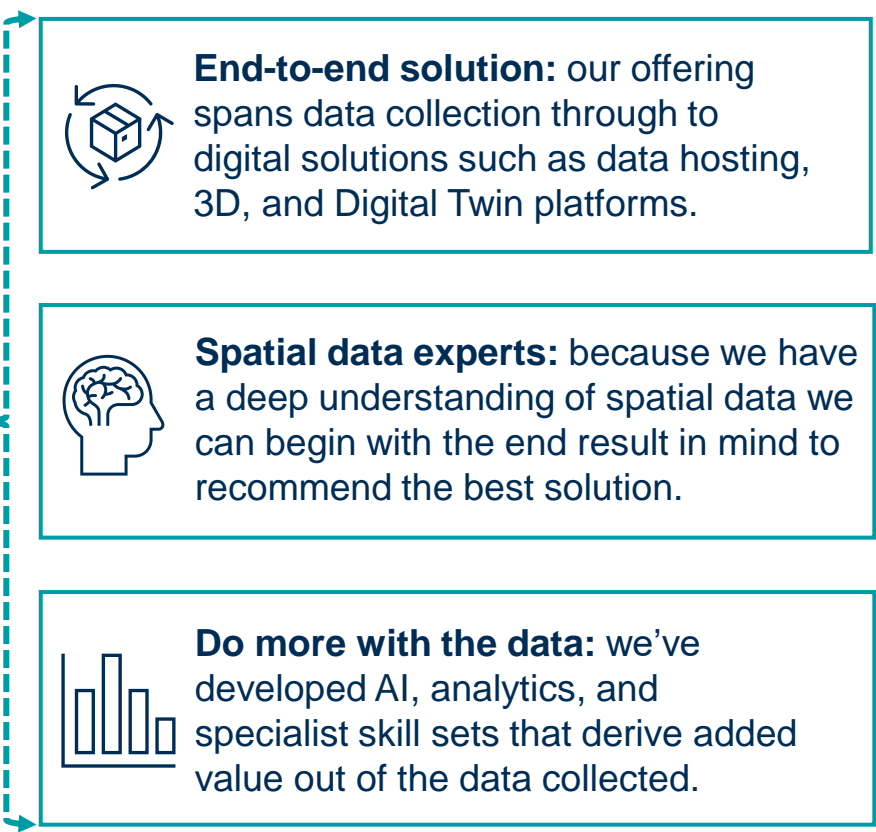 End-to-end solution: our offering
spans data collection through to
digital solutions such as data hosting,
3D, and Digital Twin platforms.
Spatial data experts: because we have
a deep understanding of spatial data we
can begin with the end result in mind to
recommend the best solution.
Do more with the data: we’ve
developed AI, analytics, and
specialist skill sets that derive added
value out of the data collected.